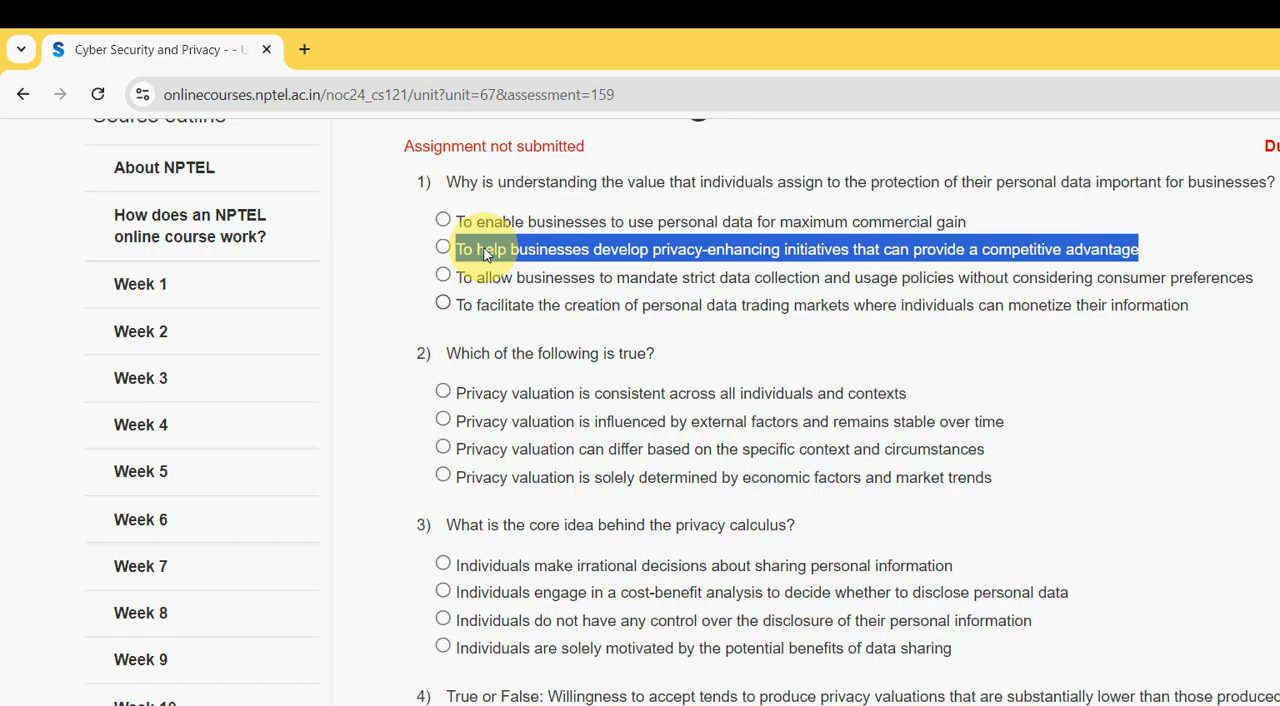 Cyber Security and Privacy - - U
onlinecourses.nptel.ac.in/noc24_cs121/unit?unit=67&assessment=159
Course outline
About NPTEL
How does an NPTEL
online course work?
Week 1
Week 2
Week 3
Week 4
Week 5
Week 6
Week 7
Week 8
Week 9
Week 10
Assignment not submitted
Du
1) Why is understanding the value that individuals assign to the protection of their personal data important for businesses?
To enable businesses to use personal data for maximum commercial gain
To help businesses develop privacy-enhancing initiatives that can provide a competitive advantage
To allow businesses to mandate strict data collection and usage policies without considering consumer preferences
To facilitate the creation of personal data trading markets where individuals can monetize their information
2) Which of the following is true?
Privacy valuation is consistent across all individuals and contexts
Privacy valuation is influenced by external factors and remains stable over time
Privacy valuation can differ based on the specific context and circumstances
Privacy valuation is solely determined by economic factors and market trends
3) What is the core idea behind the privacy calculus?
Individuals make irrational decisions about sharing personal information
Individuals engage in a cost-benefit analysis to decide whether to disclose personal data
Individuals do not have any control over the disclosure of their personal information
Individuals are solely motivated by the potential benefits of data sharing
4) True or False: Willingness to accept tends to produce privacy valuations that are substantially lower than those produced